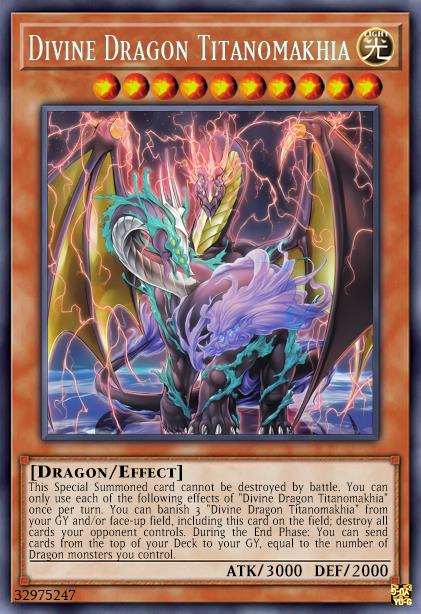 DIVINE DRAGON TITANOMAKHIA
LIGHT
光
[DRAGON/EFFECT]
This Special Summoned card cannot be destroyed by battle. You can
only use each of the following effects of "Divine Dragon Titanomakhia"
once per turn. You can banish 3 "Divine Dragon Titanomakhia" from
your GY and/or face-up field, including this card on the field; destroy all
cards your opponent controls. During the End Phase: You can send
cards from the top of your Deck to your GY, equal to the number of
Dragon monsters you control.
ATK/3000 DEF/2000
32975247